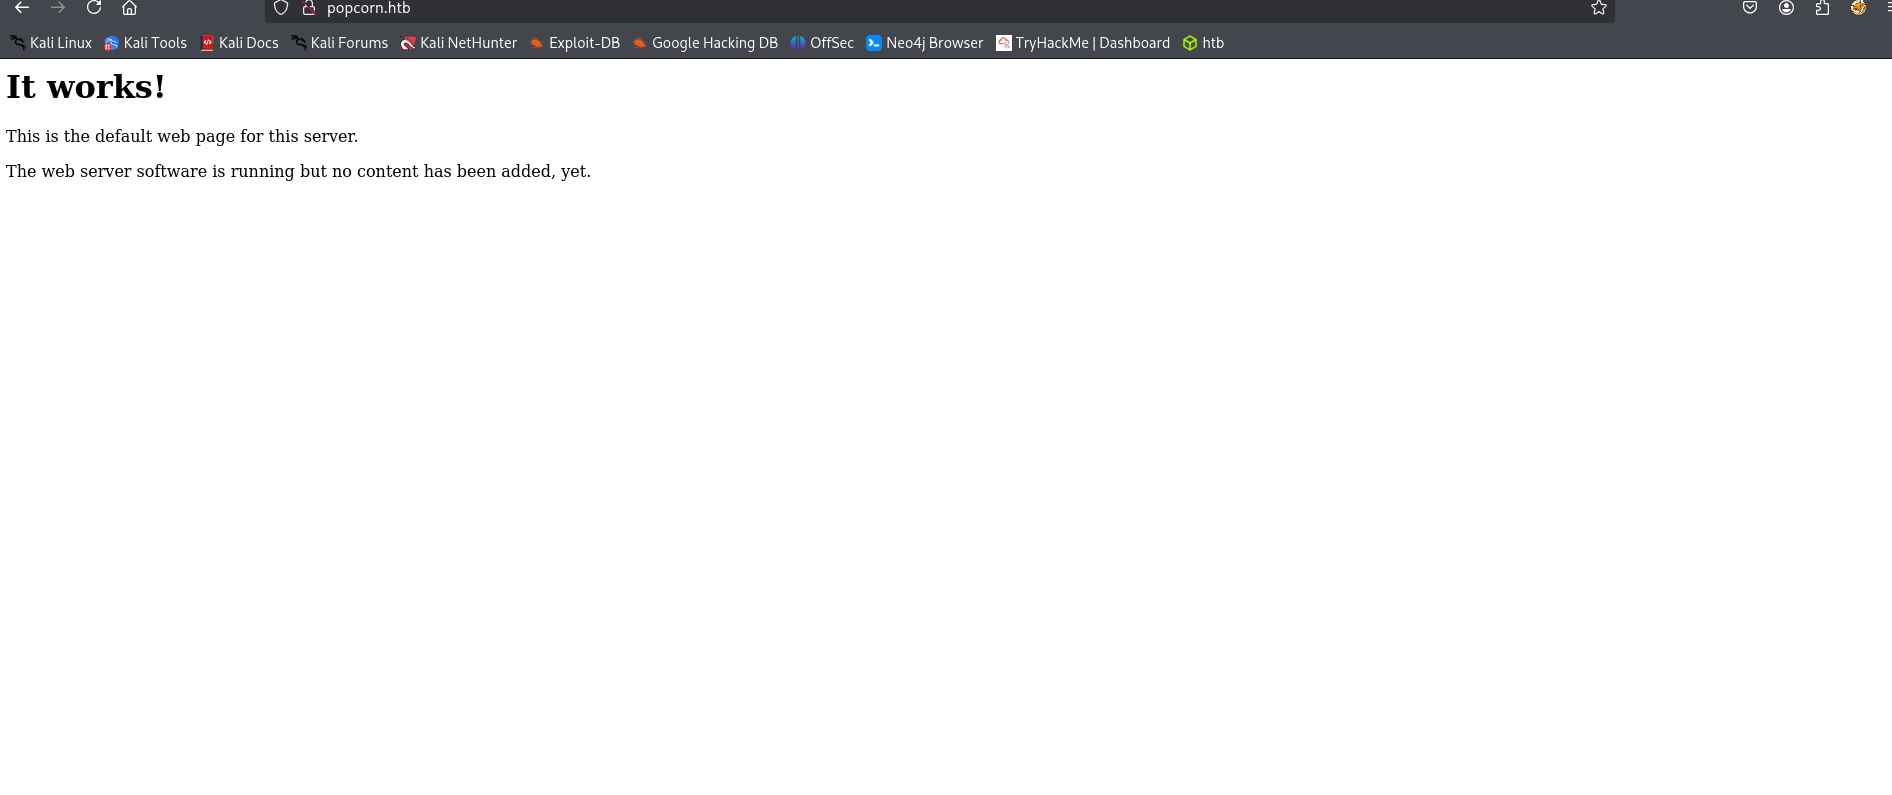 popcorn.htb
Kali Linux Kali Tools Kali Docs Kali Forums Kali NetHunter Exploit-DB Google Hacking DB OffSec Neo4j Browser TryHackMe | Dashboard htb
It works!
This is the default web page for this server.
The web server software is running but no content has been added, yet.